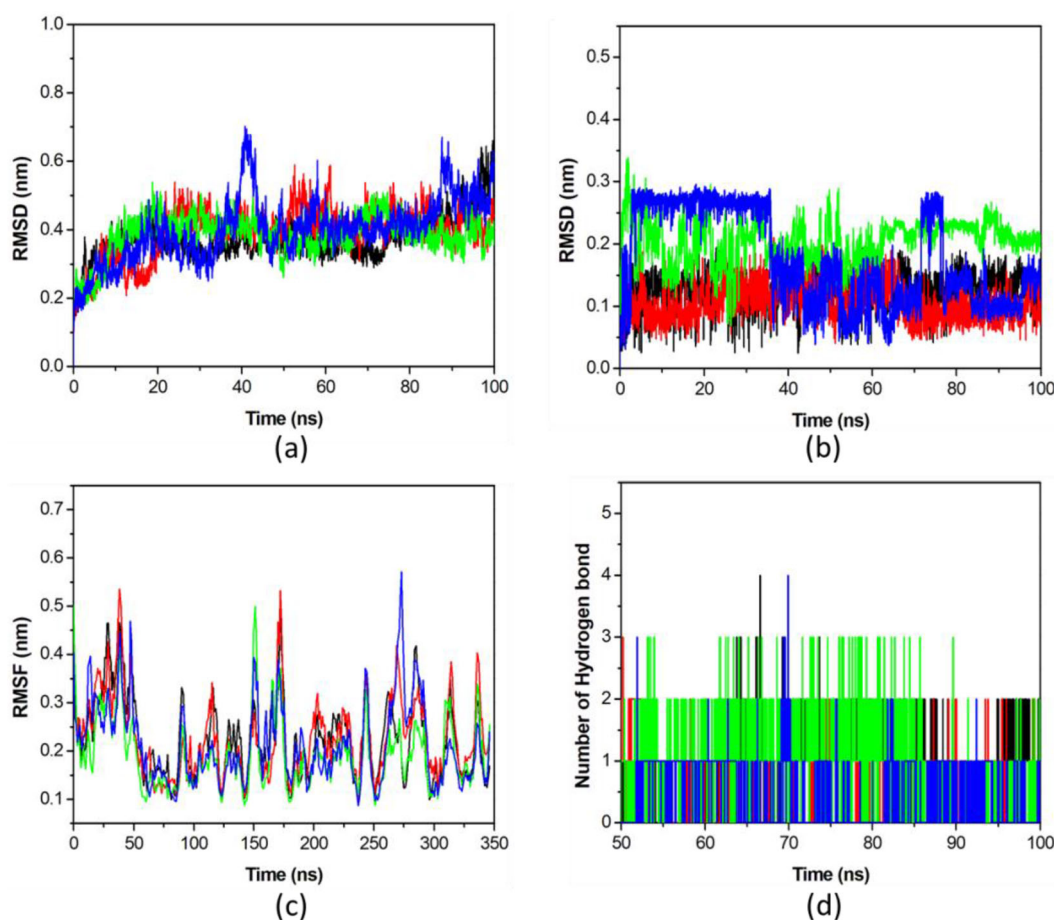 RMSD (nm)
1.0
0.8
0.6
0.4
0.2
0.0
0 20 40 60 80 100
Time (ns)
(a)
RMSD (nm)
0.5
0.4
0.3
0.2
0.1
0.0
0 20 40 60 80 100
Time (ns)
(b)
RMSF (nm)
0.7
0.6
0.5
0.4
0.3
0.2
0.1
0 50 100 150 200 250 300 350
Time (ns)
(c)
Number of Hydrogen bond
5
4
3
2
1
0
50 60 70 80 90 100
Time (ns)
(d)